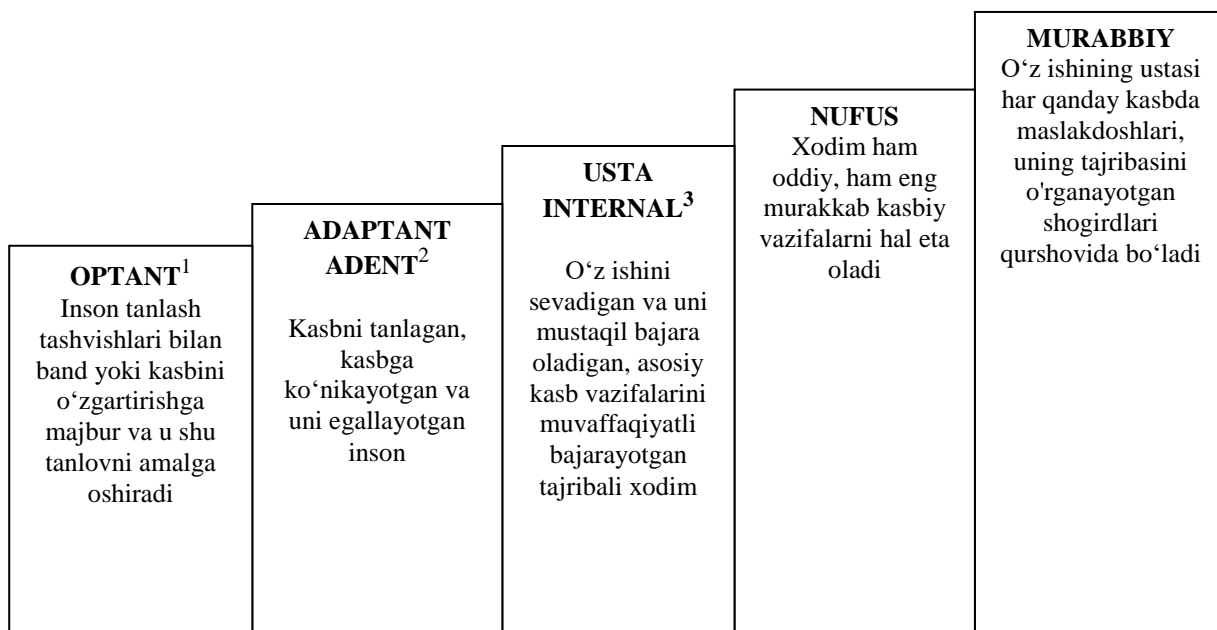 OPTANT¹
Inson tanlash
tashvishlari bilan
band yoki kasbini
o‘zgartirishga
majbur va u shu
tanlovni amalga
oshiradi
ADAPTANT
ADENT²
Kasbni tanlagan,
kasbga
ko‘nikayotgan va
uni egallayotgan
inson
USTA
INTERNAL³
O‘z ishini
sevadigan va uni
mustaqil bajara
oladigan, asosiy
kasb vazifalarini
muvaffaqiyatli
bajarayotgan
tajribali xodim
NUFUS
Xodim ham
oddiy, ham eng
murakkab kasbiy
vazifalarni hal eta
oladi
MURABBIY
O‘z ishining ustasi
har qanday kasbda
maslakdoshlari,
uning tajribasini
o'rganayotgan
shogirdlari
qurshovida bo‘ladi